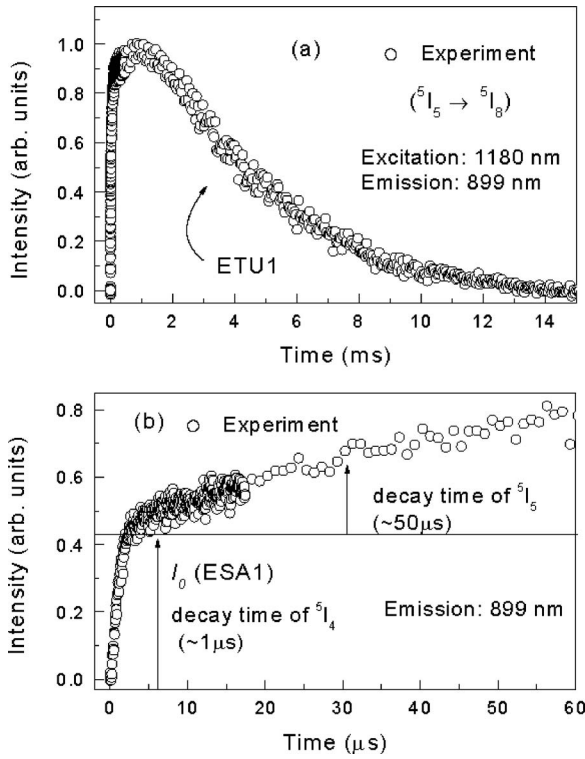 (a)
Experiment
(⁵I₅ → ⁵I₈)
Excitation: 1180 nm
Emission: 899 nm
ETU1
Intensity (arb. units)
1.0
0.8
0.6
0.4
0.2
0.0
0 2 4 6 8 10 12 14
Time (ms)
(b)
Experiment
decay time of ⁵I₅
(~50μs)
I₀ (ESA1)
decay time of ⁵I₄
(~1μs)
Emission: 899 nm
Intensity (arb. units)
0.8
0.6
0.4
0.2
0.0
0 10 20 30 40 50 60
Time (μs)